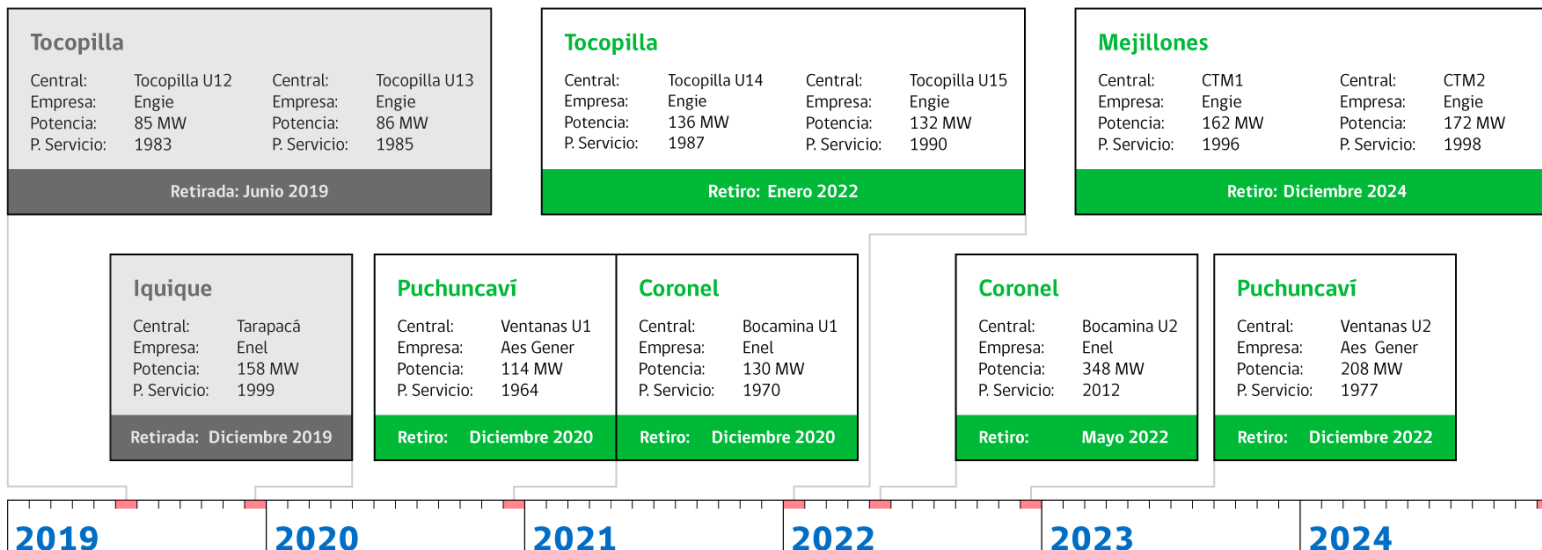 Tocopilla
Central: Tocopilla U12 Central: Tocopilla U13
Empresa: Engie Empresa: Engie
Potencia: 85 MW Potencia: 86 MW
P. Servicio: 1983 P. Servicio: 1985
Retirada: Junio 2019
Tocopilla
Central: Tocopilla U14 Central: Tocopilla U15
Empresa: Engie Empresa: Engie
Potencia: 136 MW Potencia: 132 MW
P. Servicio: 1987 P. Servicio: 1990
Retiro: Enero 2022
Mejillones
Central: CTM1 Central: CTM2
Empresa: Engie Empresa: Engie
Potencia: 162 MW Potencia: 172 MW
P. Servicio: 1996 P. Servicio: 1998
Retiro: Diciembre 2024
Iquique
Central: Tarapacá
Empresa: Enel
Potencia: 158 MW
P. Servicio: 1999
Retirada: Diciembre 2019
Puchuncaví
Central: Ventanas U1
Empresa: Aes Gener
Potencia: 114 MW
P. Servicio: 1964
Retiro: Diciembre 2020
Coronel
Central: Bocamina U1
Empresa: Enel
Potencia: 130 MW
P. Servicio: 1970
Retiro: Diciembre 2020
Coronel
Central: Bocamina U2
Empresa: Enel
Potencia: 348 MW
P. Servicio: 2012
Retiro: Mayo 2022
Puchuncaví
Central: Ventanas U2
Empresa: Aes Gener
Potencia: 208 MW
P. Servicio: 1977
Retiro: Diciembre 2022
2019 2020 2021 2022 2023 2024